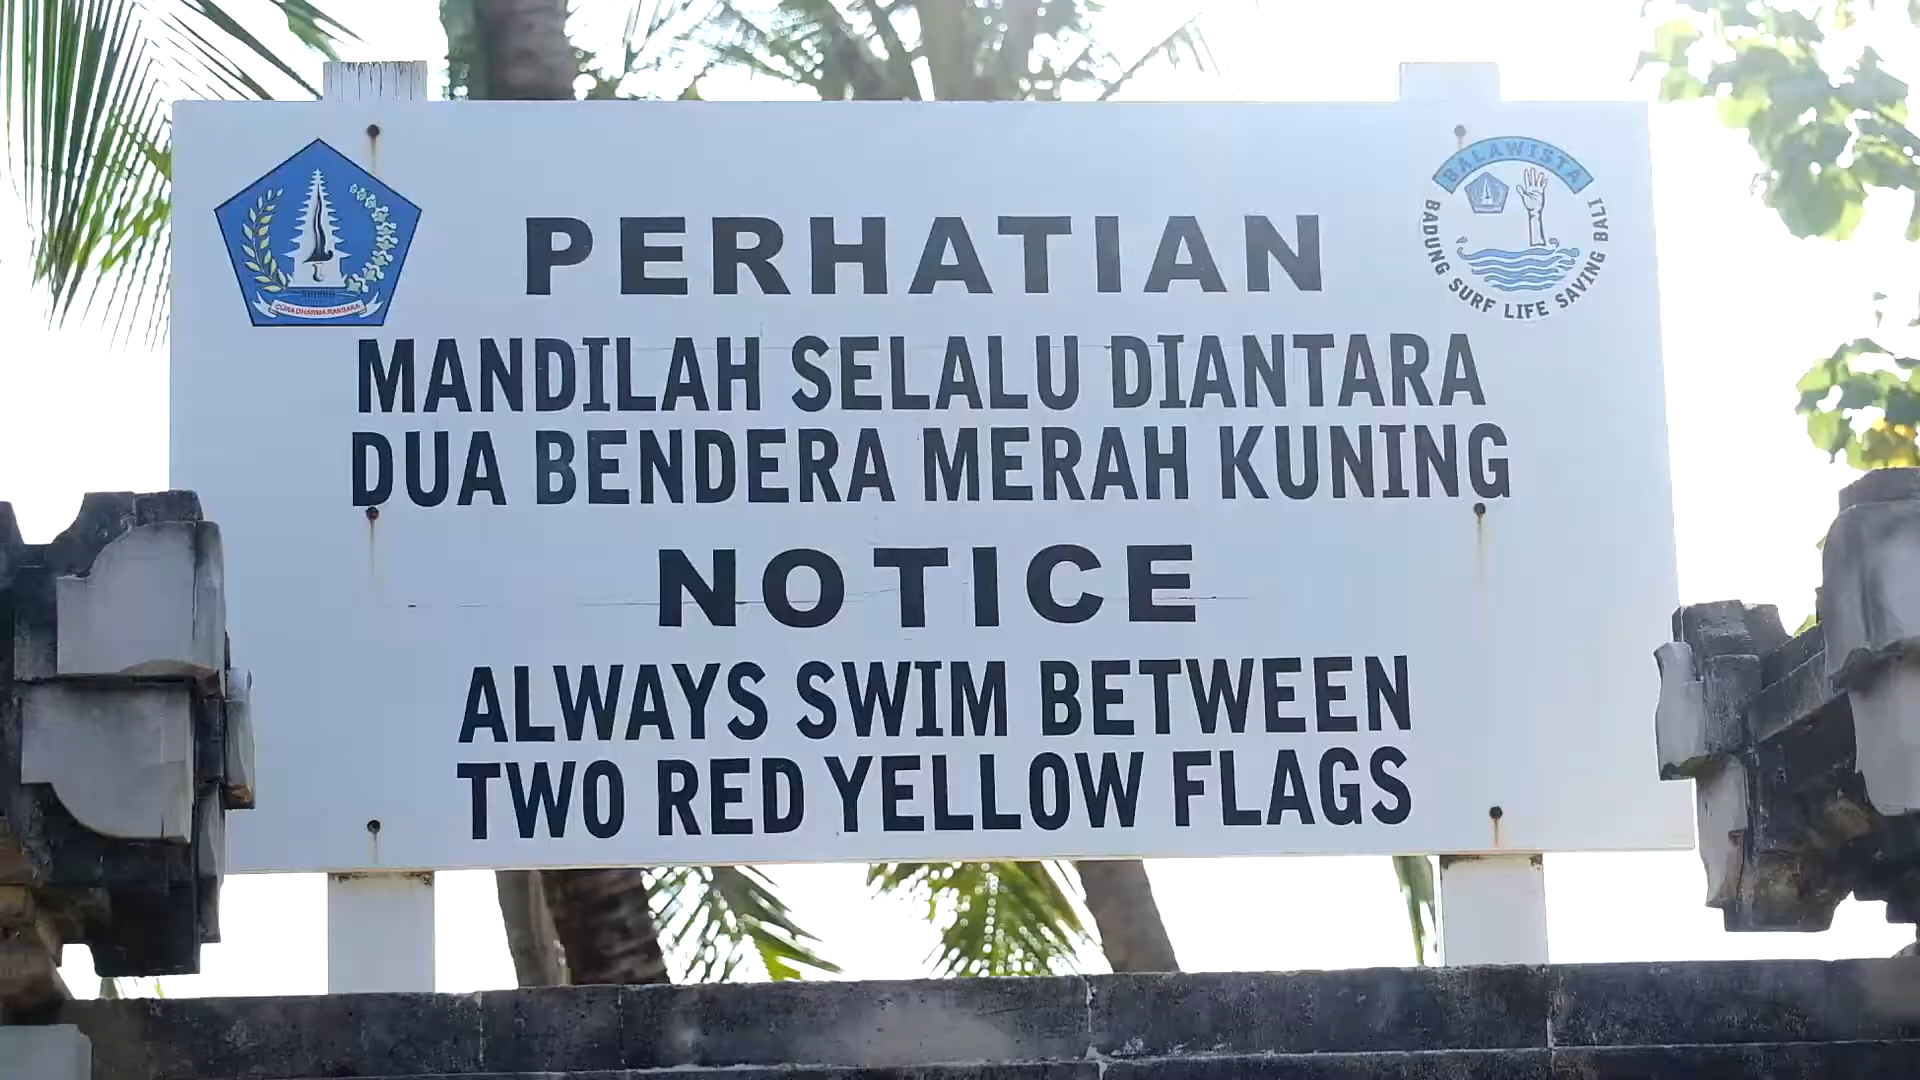 PERHATIAN
MANDILAH SELALU DIANTARA
DUA BENDERA MERAH KUNING
NOTICE
ALWAYS SWIM BETWEEN
TWO RED YELLOW FLAGS
BALAWISTA
BADUNG SURF LIFE SAVING BALI